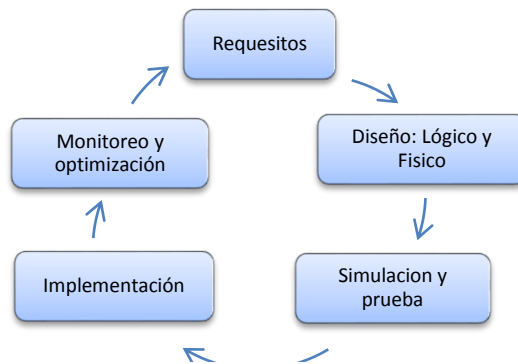 Requesitos
Diseño: Lógico y
Fisico
Simulacion y
prueba
Implementación
Monitoreo y
optimización